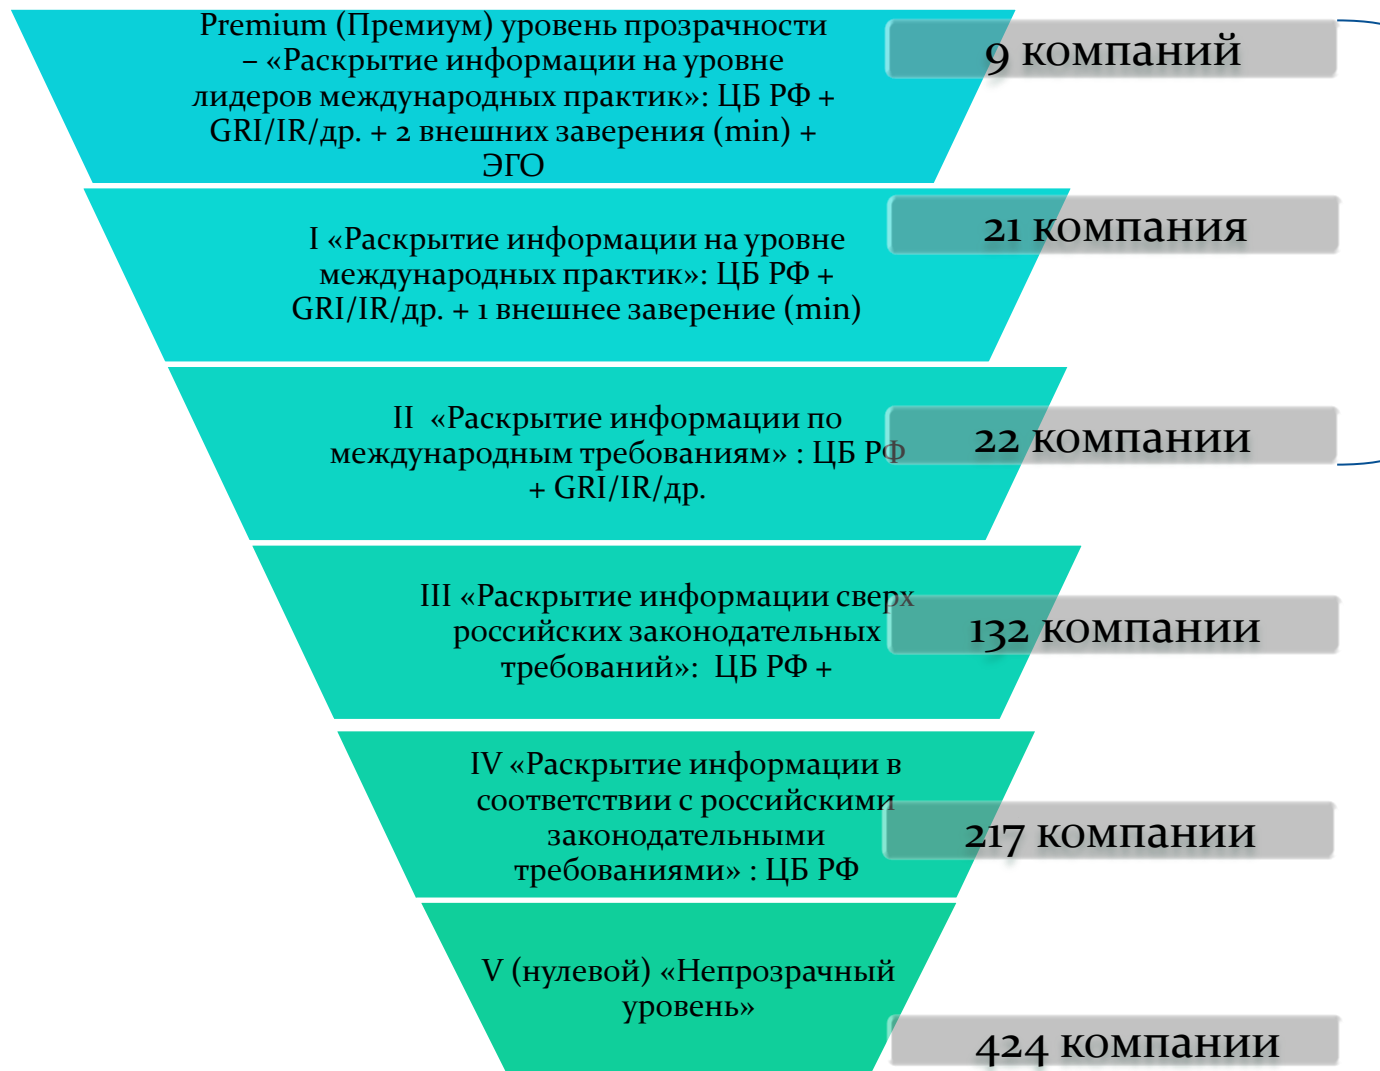 Premium (Премиум) уровень прозрачности
– «Раскрытие информации на уровне
лидеров международных практик»: ЦБ РФ +
GRI/IR/др. + 2 внешних заверения (min) +
ЭГО
9 компаний
I «Раскрытие информации на уровне
международных практик»: ЦБ РФ +
GRI/IR/др. + 1 внешнее заверение (min)
21 компания
II «Раскрытие информации по
международным требованиям» : ЦБ РФ
+ GRI/IR/др.
22 компании
III «Раскрытие информации сверх
российских законодательных
требований»: ЦБ РФ +
132 компании
IV «Раскрытие информации в
соответствии с российскими
законодательными
требованиями» : ЦБ РФ
217 компании
V (нулевой) «Непрозрачный
уровень»
424 компании